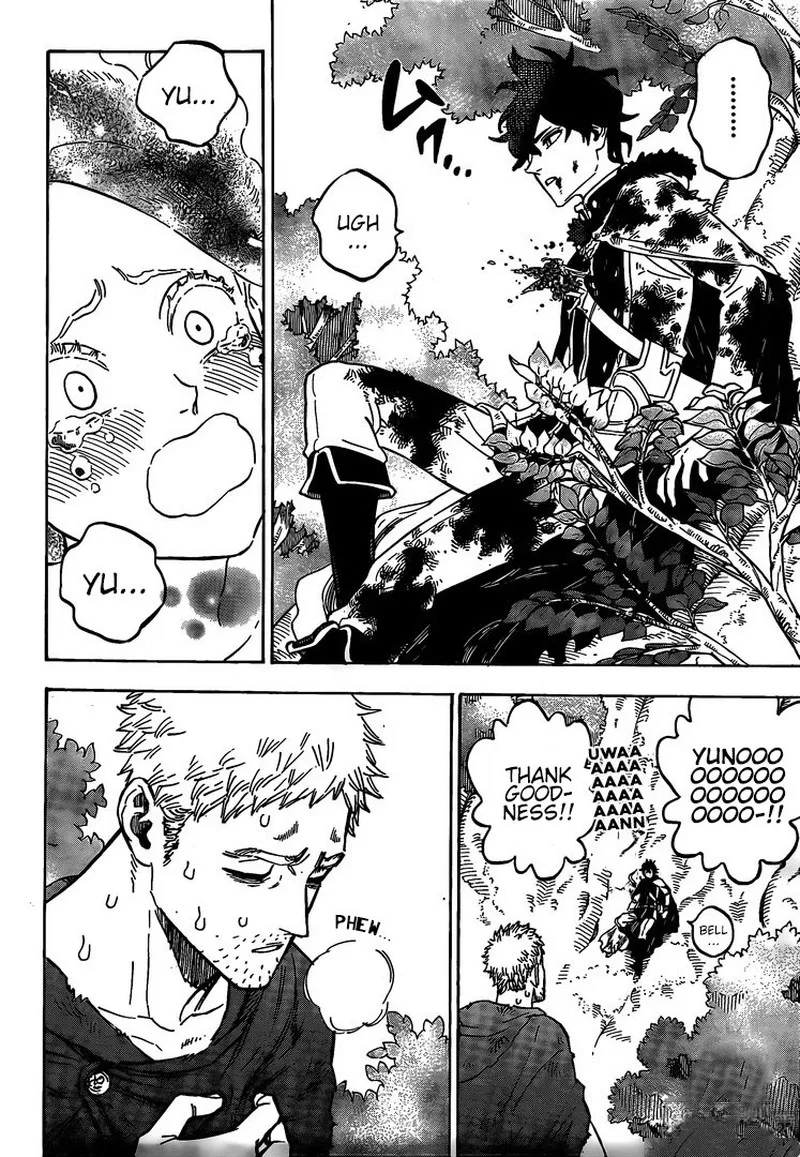 .........
ムク...
UGH
...
YU...
YU...
YUNOOO
OOOOOO
OOOOOO
OOOO-!!
UWAA
AAAA
AAAA
AAAA
AAAA
AANN
THANK
GOOD-
NESS!!
BELL
...
PHEW...